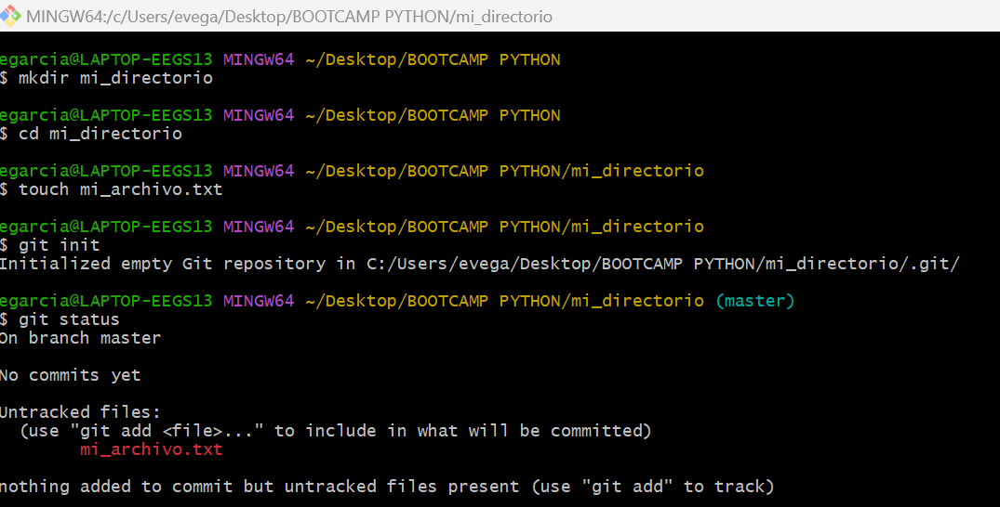 MINGW64:/c/Users/evega/Desktop/BOOTCAMP PYTHON/mi_directorio
egarcia@LAPTOP-EEGS13 MINGW64 ~/Desktop/BOOTCAMP PYTHON
$ mkdir mi_directorio
egarcia@LAPTOP-EEGS13 MINGW64 ~/Desktop/BOOTCAMP PYTHON
$ cd mi_directorio
egarcia@LAPTOP-EEGS13 MINGW64 ~/Desktop/BOOTCAMP PYTHON/mi_directorio
$ touch mi_archivo.txt
egarcia@LAPTOP-EEGS13 MINGW64 ~/Desktop/BOOTCAMP PYTHON/mi_directorio
$ git init
Initialized empty Git repository in C:/Users/evega/Desktop/BOOTCAMP PYTHON/mi_directorio/.git/
egarcia@LAPTOP-EEGS13 MINGW64 ~/Desktop/BOOTCAMP PYTHON/mi_directorio (master)
$ git status
On branch master
No commits yet
Untracked files:
  (use "git add <file>..." to include in what will be committed)
        mi_archivo.txt
nothing added to commit but untracked files present (use "git add" to track)